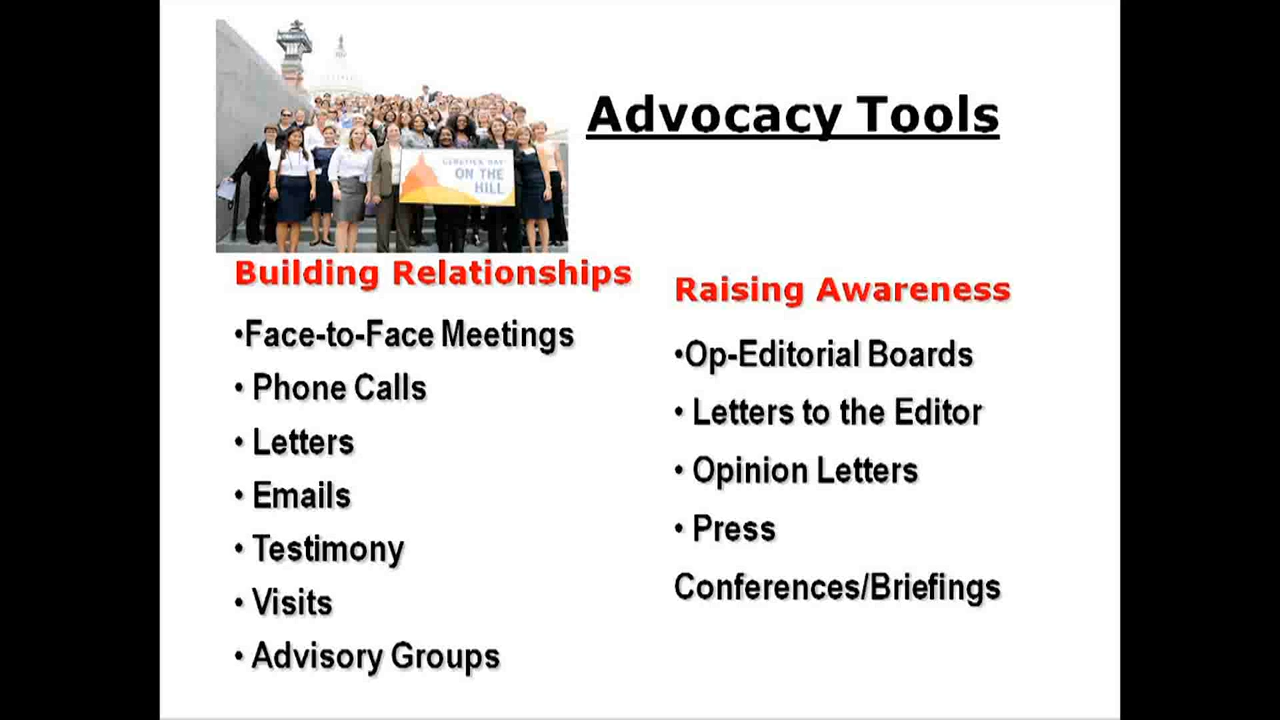 GENETICS DAY
ON THE
HILL
Advocacy Tools
Building Relationships
•Face-to-Face Meetings
• Phone Calls
• Letters
• Emails
• Testimony
• Visits
• Advisory Groups
Raising Awareness
•Op-Editorial Boards
• Letters to the Editor
• Opinion Letters
• Press
Conferences/Briefings